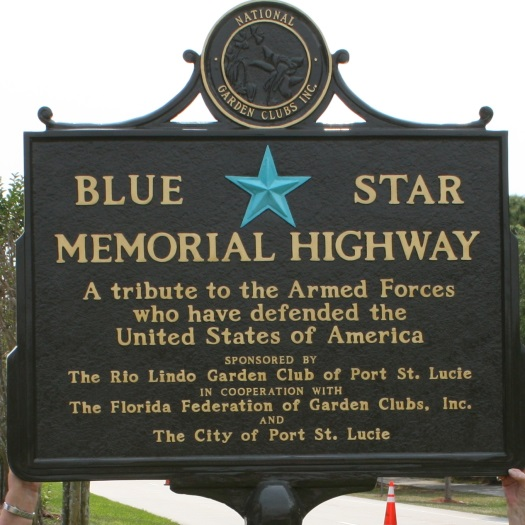 NATIONAL
GARDEN CLUBS INC.
BLUE STAR
MEMORIAL HIGHWAY
A tribute to the Armed Forces
who have defended the
United States of America
SPONSORED BY
The Rio Lindo Garden Club of Port St. Lucie
IN COOPERATION WITH
The Florida Federation of Garden Clubs, Inc.
AND
The City of Port St. Lucie